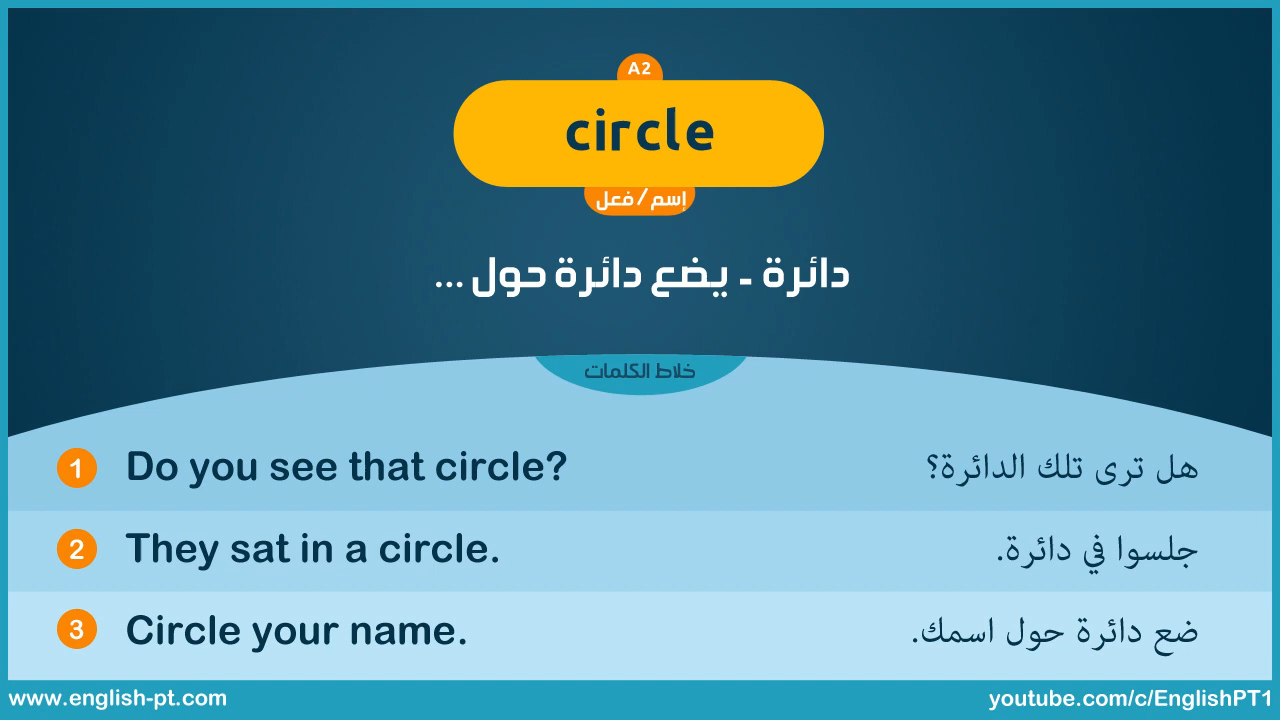 A2
circle
إسم/فعل
دائرة - يضع دائرة حول ...
خلاط الكلمات
1 Do you see that circle? هل ترى تلك الدائرة؟
2 They sat in a circle. جلسوا في دائرة.
3 Circle your name. ضع دائرة حول اسمك.
www.english-pt.com youtube.com/c/EnglishPT1